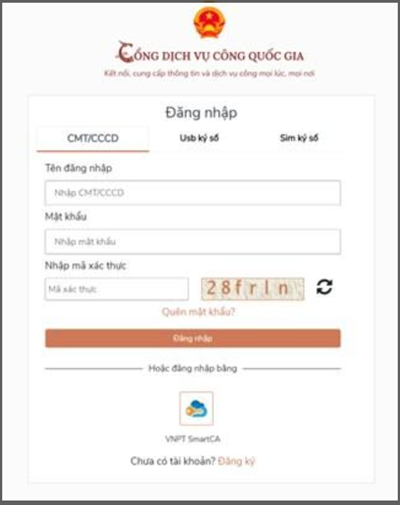 CỔNG DỊCH VỤ CÔNG QUỐC GIA
Kết nối, cung cấp thông tin và dịch vụ công mọi lúc, mọi nơi
Đăng nhập
CMT/CCCD Usb ký số Sim ký số
Tên đăng nhập
Nhập CMT/CCCD
Mật khẩu
Nhập mật khẩu
Nhập mã xác thực
Mã xác thực 28frln
Quên mật khẩu?
Đăng nhập
Hoặc đăng nhập bằng
VNPT SmartCA
Chưa có tài khoản? Đăng ký